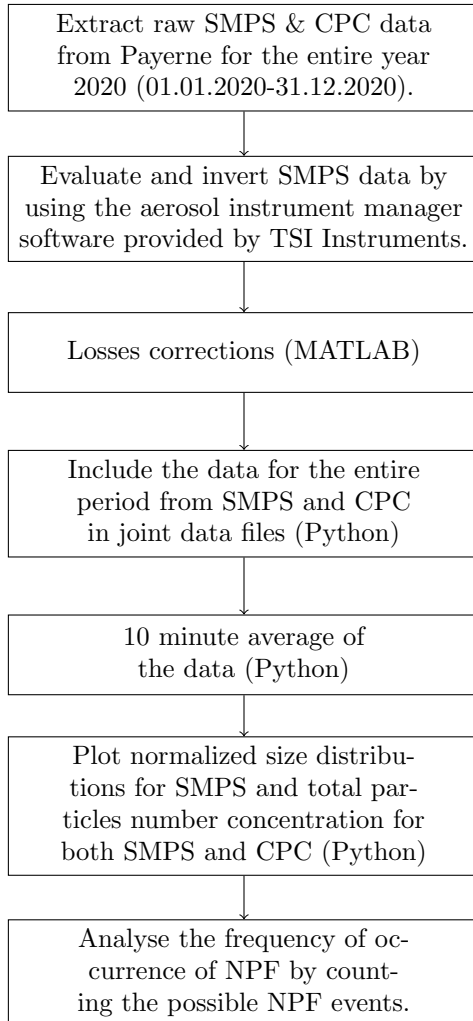 Extract raw SMPS & CPC data
from Payerne for the entire year
2020 (01.01.2020-31.12.2020).
Evaluate and invert SMPS data by
using the aerosol instrument manager
software provided by TSI Instruments.
Losses corrections (MATLAB)
Include the data for the entire
period from SMPS and CPC
in joint data files (Python)
10 minute average of
the data (Python)
Plot normalized size distribu-
tions for SMPS and total par-
ticles number concentration for
both SMPS and CPC (Python)
Analyse the frequency of oc-
currence of NPF by count-
ing the possible NPF events.